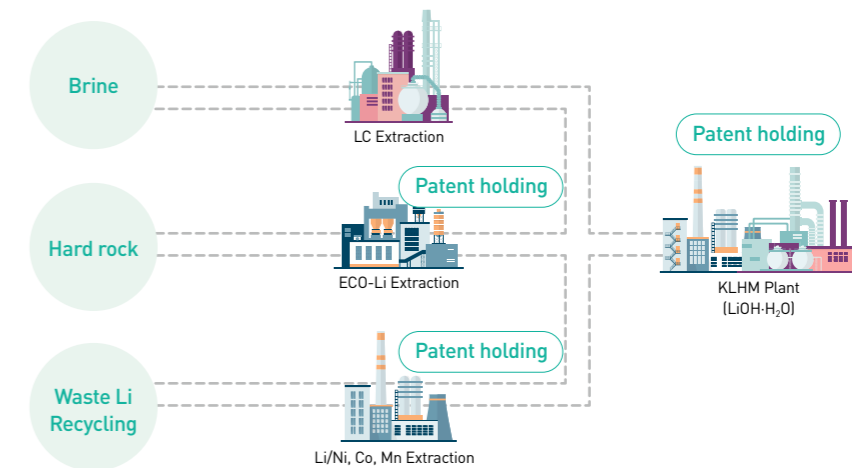 Brine
LC Extraction
Patent holding
Hard rock
Patent holding
ECO-Li Extraction
KLHM Plant
(LiOH·H₂O)
Waste Li
Recycling
Patent holding
Li/Ni, Co, Mn Extraction